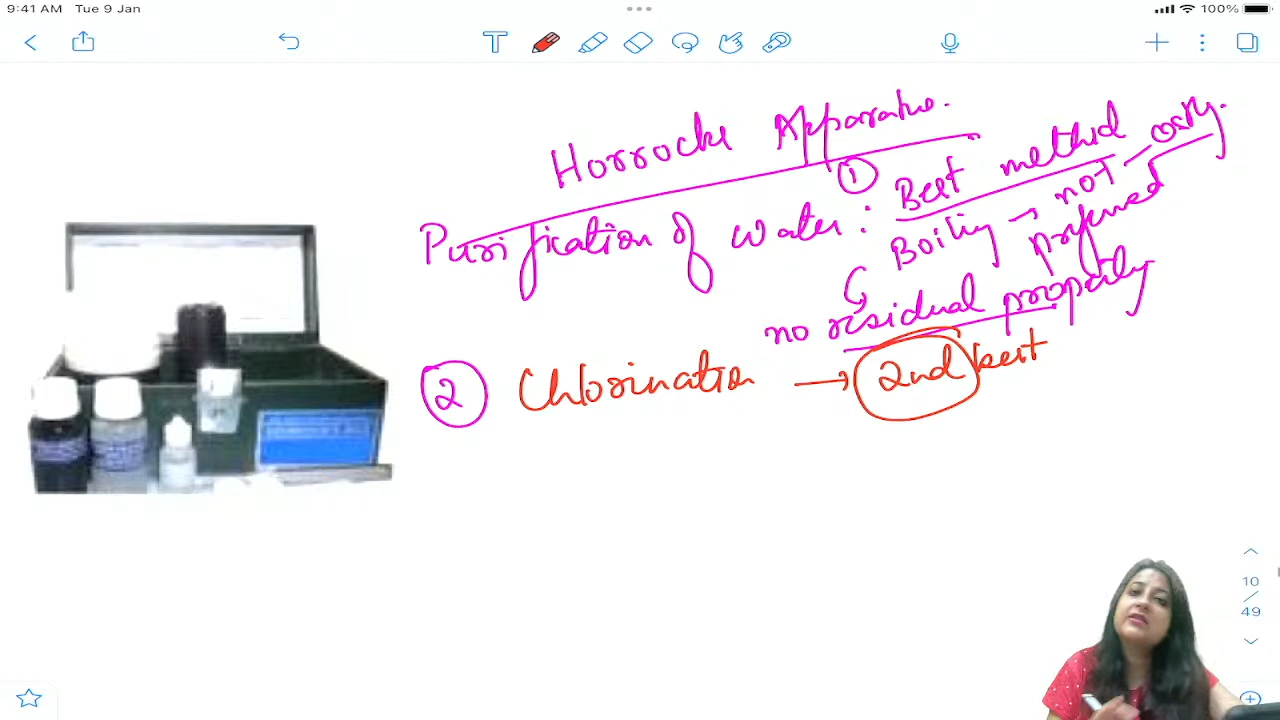 9:41 AM Tue 9 Jan
100%
T
Horrocks Apparatus.
Purification of water: ① Best method
Boiling → not preferred – costly.
no residual property
② Chlorination → 2nd best
10
/
49